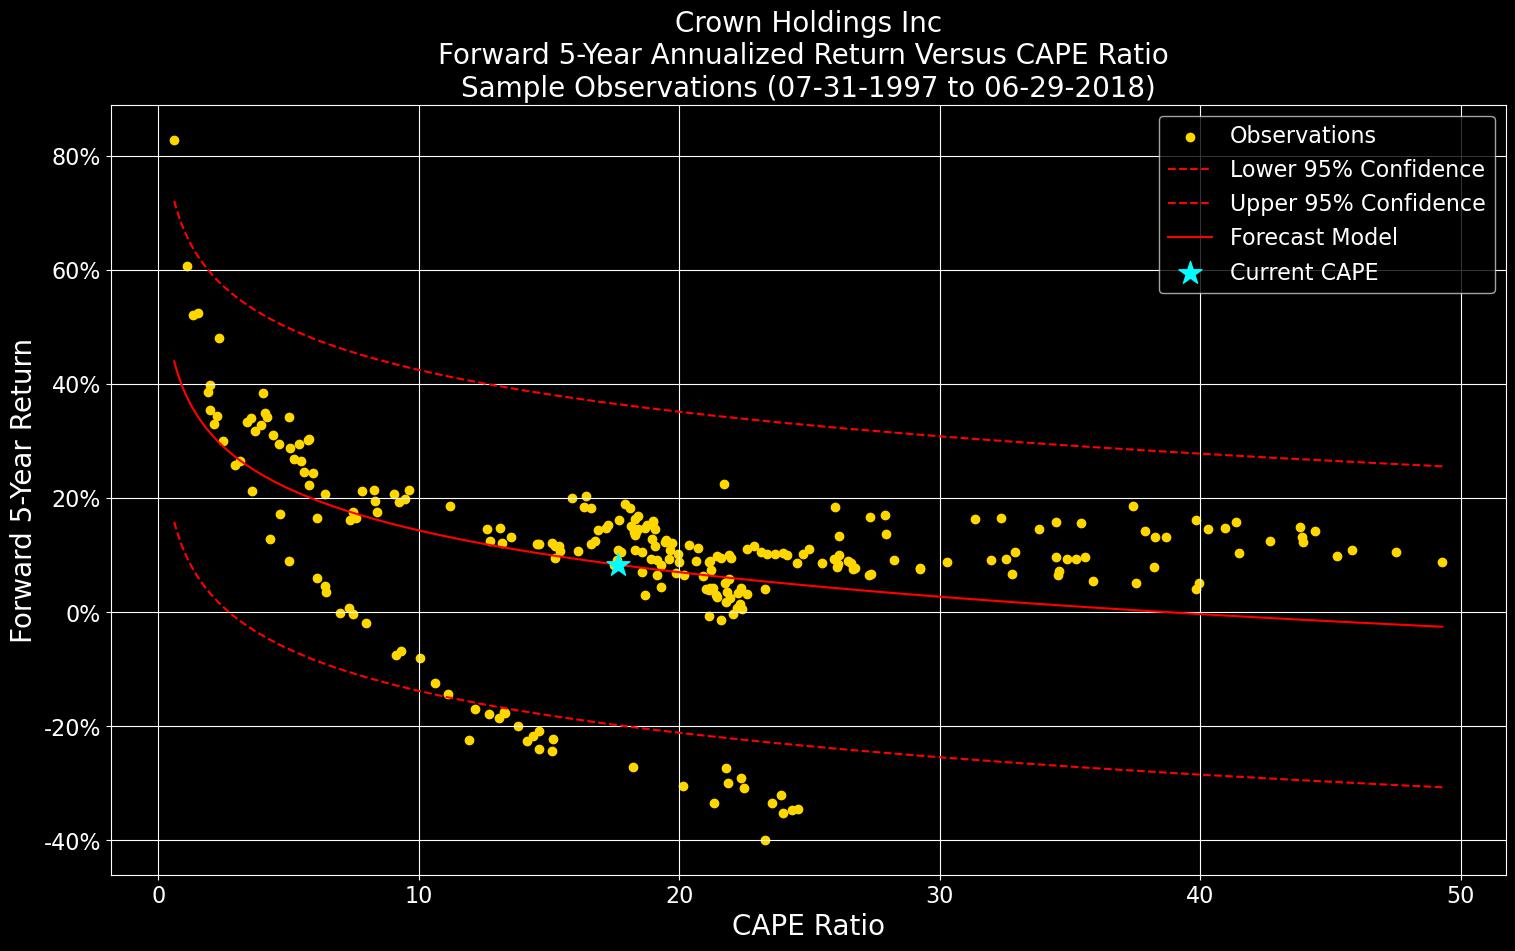 Crown Holdings Inc
Forward 5-Year Annualized Return Versus CAPE Ratio
Sample Observations (07-31-1997 to 06-29-2018)
Observations
Lower 95% Confidence
Upper 95% Confidence
Forecast Model
Current CAPE
Forward 5-Year Return
80%
60%
40%
20%
0%
-20%
-40%
0 10 20 30 40 50
CAPE Ratio